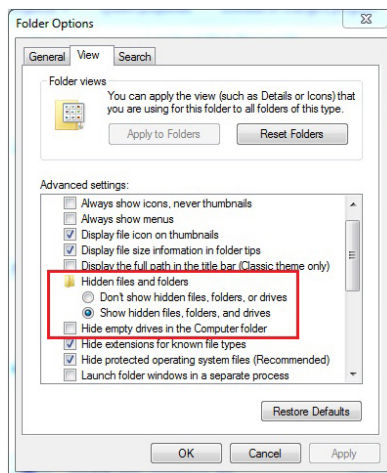 Folder Options
General
View
Search
Folder views
You can apply the view (such as Details or Icons) that
you are using for this folder to all folders of this type.
Apply to Folders
Reset Folders
Advanced settings:
Always show icons, never thumbnails
Always show menus
Display file icon on thumbnails
Display file size information in folder tips
Display the full path in the title bar (Classic theme only)
Hidden files and folders
Don't show hidden files, folders, or drives
Show hidden files, folders, and drives
Hide empty drives in the Computer folder
Hide extensions for known file types
Hide protected operating system files (Recommended)
Launch folder windows in a separate process
Restore Defaults
OK
Cancel
Apply